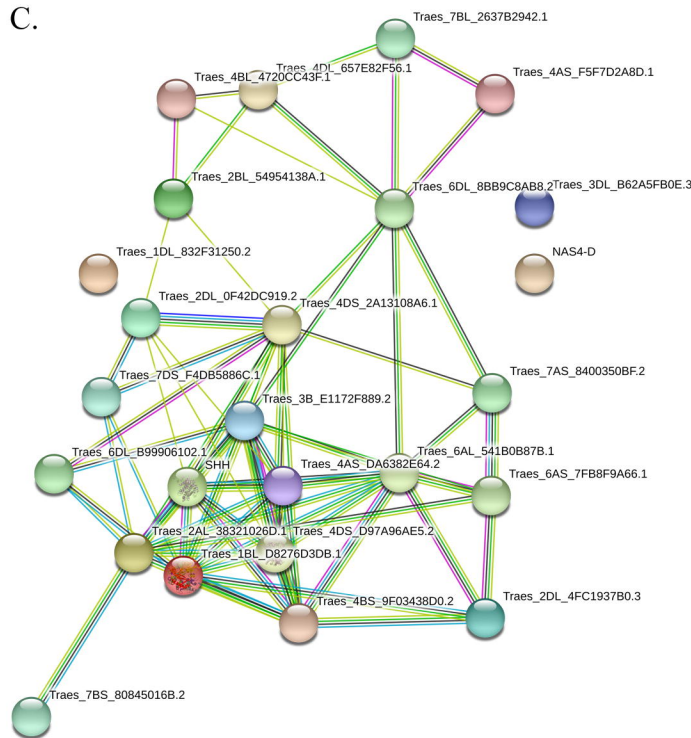 C.
Traes_7BL_2637B2942.1
Traes_4DL_657E82F56.1
Traes_4BL_4720CC43F.1
Traes_4AS_F5F7D2A8D.1
Traes_2BL_54954138A.1
Traes_6DL_8BB9C8AB8.2
Traes_3DL_B62A5FB0E.3
Traes_1DL_832F31250.2
NAS4-D
Traes_2DL_0F42DC919.2
Traes_4DS_2A13108A6.1
Traes_7DS_F4DB5886C.1
Traes_7AS_8400350BF.2
Traes_3B_E1172F889.2
Traes_6DL_B99906102.1
Traes_6AL_541B0B87B.1
SHH
Traes_4AS_DA6382E64.2
Traes_6AS_7FB8F9A66.1
Traes_2AL_38321026D.1
Traes_4DS_D97A96AE5.2
Traes_1BL_D8276D3DB.1
Traes_4BS_9F03438D0.2
Traes_2DL_4FC1937B0.3
Traes_7BS_80845016B.2